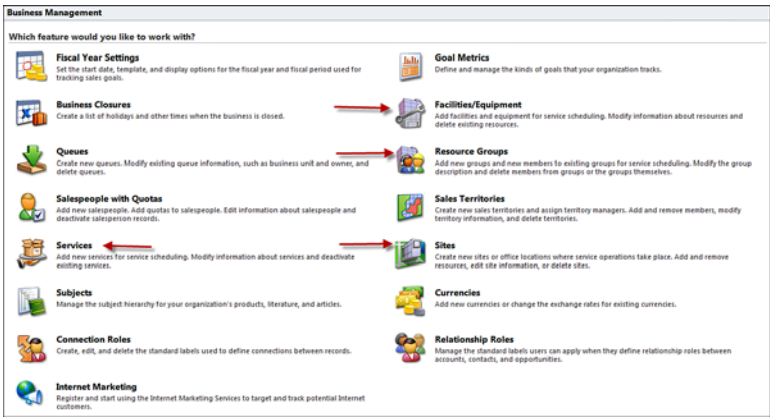 Business Management
Which feature would you like to work with?
Fiscal Year Settings
Set the start date, template, and display options for the fiscal year and fiscal period used for
tracking sales goals.
Goal Metrics
Define and manage the kinds of goals that your organization tracks.
Business Closures
Create a list of holidays and other times when the business is closed.
Facilities/Equipment
Add facilities and equipment for service scheduling. Modify information about resources and
delete existing resources.
Queues
Create new queues. Modify existing queue information, such as business unit and owner, and
delete queues.
Resource Groups
Add new groups and new members to existing groups for service scheduling. Modify the group
description and delete members from groups or the groups themselves.
Salespeople with Quotas
Add new salespeople. Add quotas to salespeople. Edit information about salespeople and
deactivate salesperson records.
Sales Territories
Create new sales territories and assign territory managers. Add and remove members, modify
territory information, and delete territories.
Services
Add new services for service scheduling. Modify information about services and deactivate
existing services.
Sites
Create new sites or office locations where service operations take place. Add and remove
resources, edit site information, or delete sites.
Subjects
Manage the subject hierarchy for your organization's products, literature, and articles.
Currencies
Add new currencies or change the exchange rates for existing currencies.
Connection Roles
Create, edit, and delete the standard labels used to define connections between records.
Relationship Roles
Manage the standard labels users can apply when they define relationship roles between
accounts, contacts, and opportunities.
Internet Marketing
Register and start using the Internet Marketing Services to target and track potential Internet
customers.